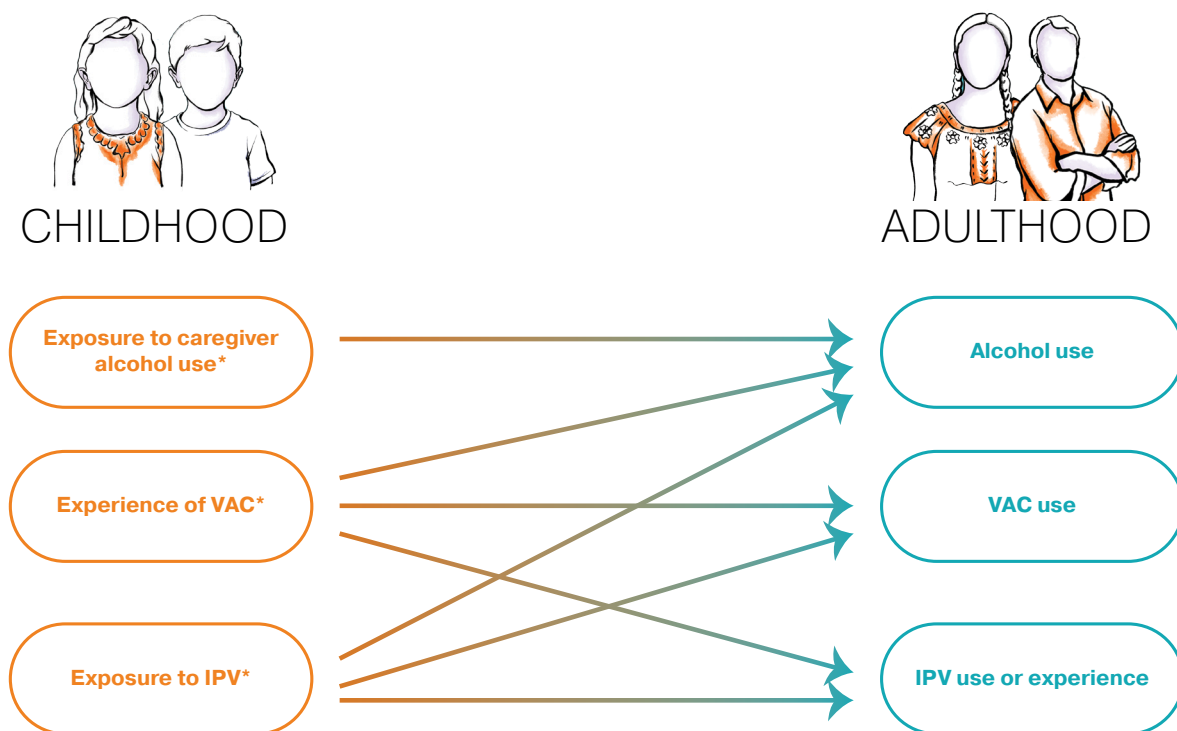 CHILDHOOD
ADULTHOOD
Exposure to caregiver
alcohol use*
Alcohol use
Experience of VAC*
VAC use
Exposure to IPV*
IPV use or experience